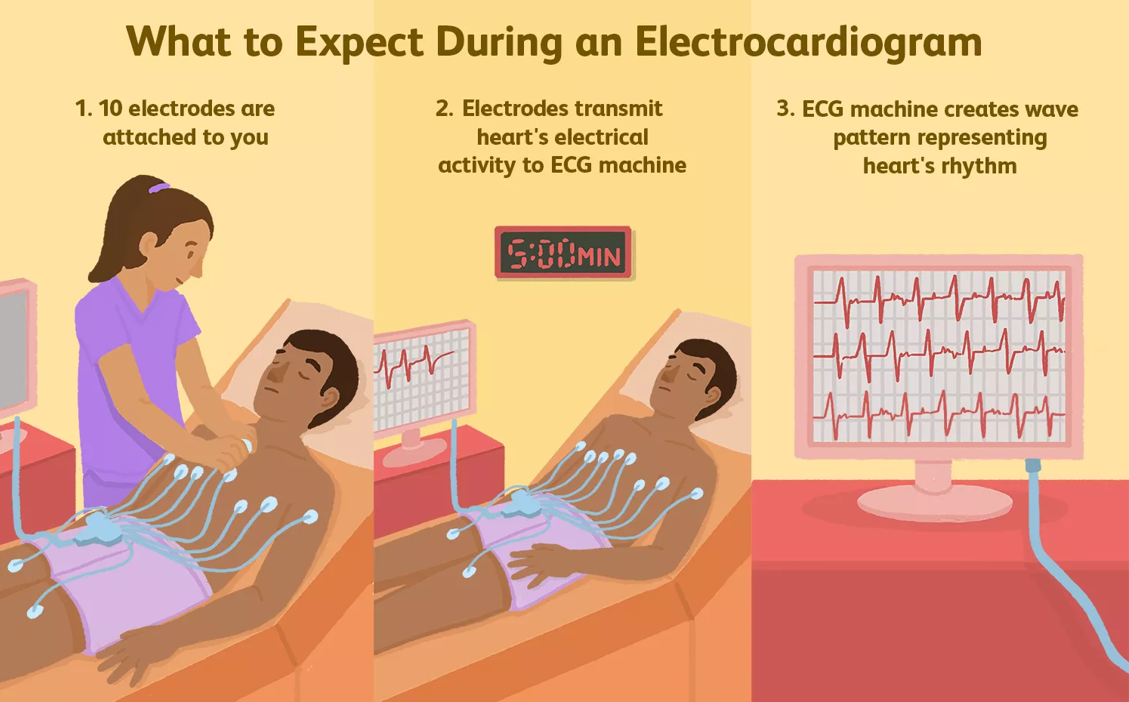 What to Expect During an Electrocardiogram
1. 10 electrodes are
attached to you
2. Electrodes transmit
heart's electrical
activity to ECG machine
3. ECG machine creates wave
pattern representing
heart's rhythm
5:00 MIN